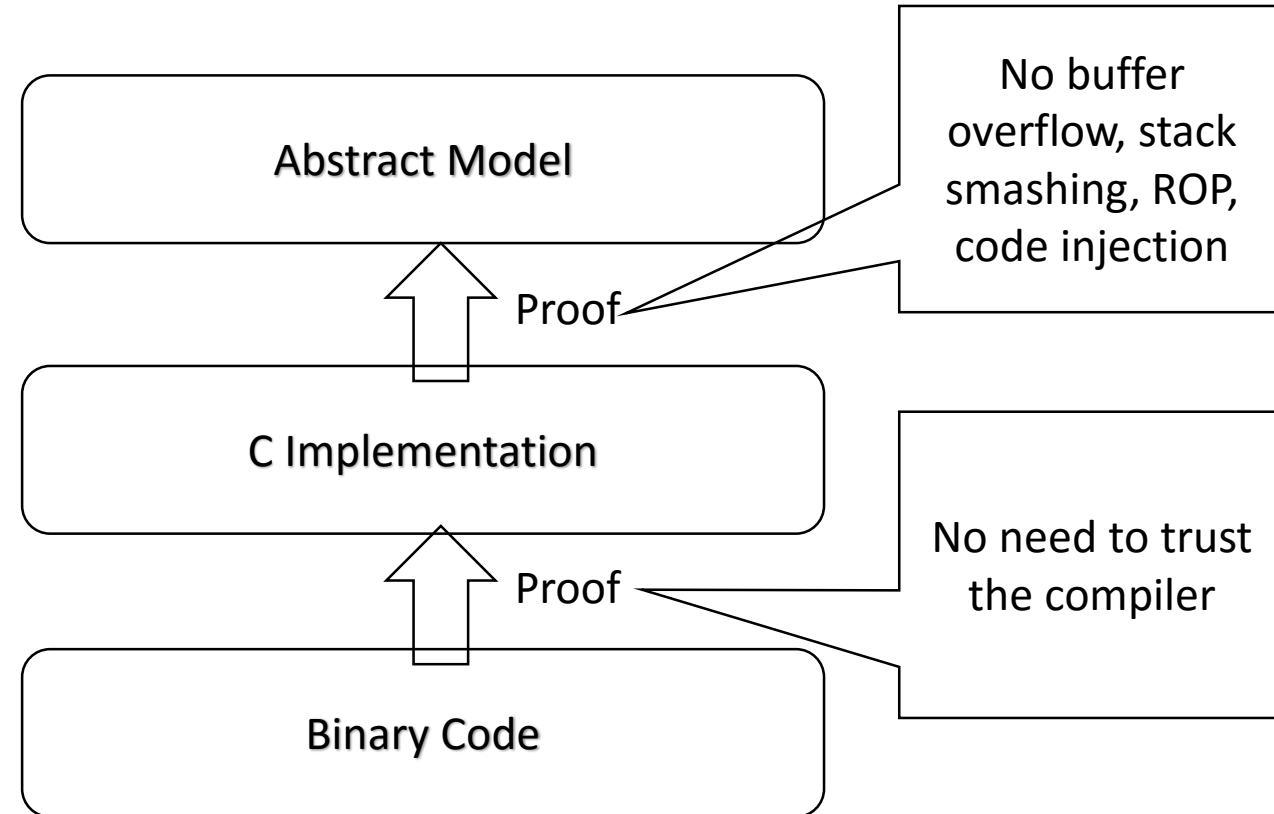 Abstract Model
No buffer
overflow, stack
smashing, ROP,
code injection
Proof
C Implementation
Proof
No need to trust
the compiler
Binary Code